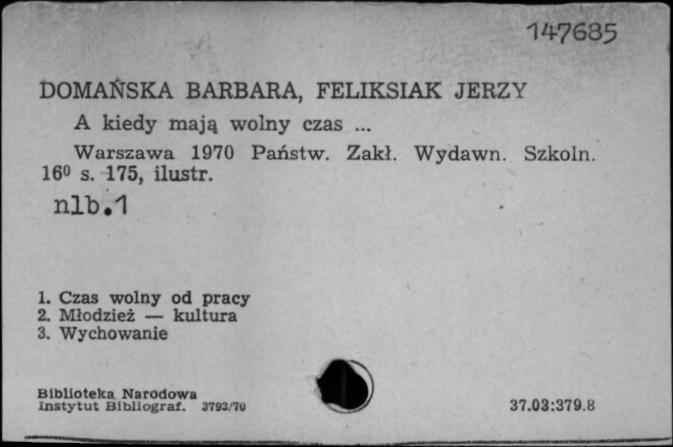 147685
DOMAŃSKA BARBARA, FELIKSIAK JERZY
A kiedy mają wolny czas ...
Warszawa 1970 Państw. Zakł. Wydawn. Szkoln.
16⁰ s. 175, ilustr.
nlb.1
1. Czas wolny od pracy
2. Młodzież — kultura
3. Wychowanie
Biblioteka Narodowa
Instytut Bibliograf. 3793/70
37.03:379.8